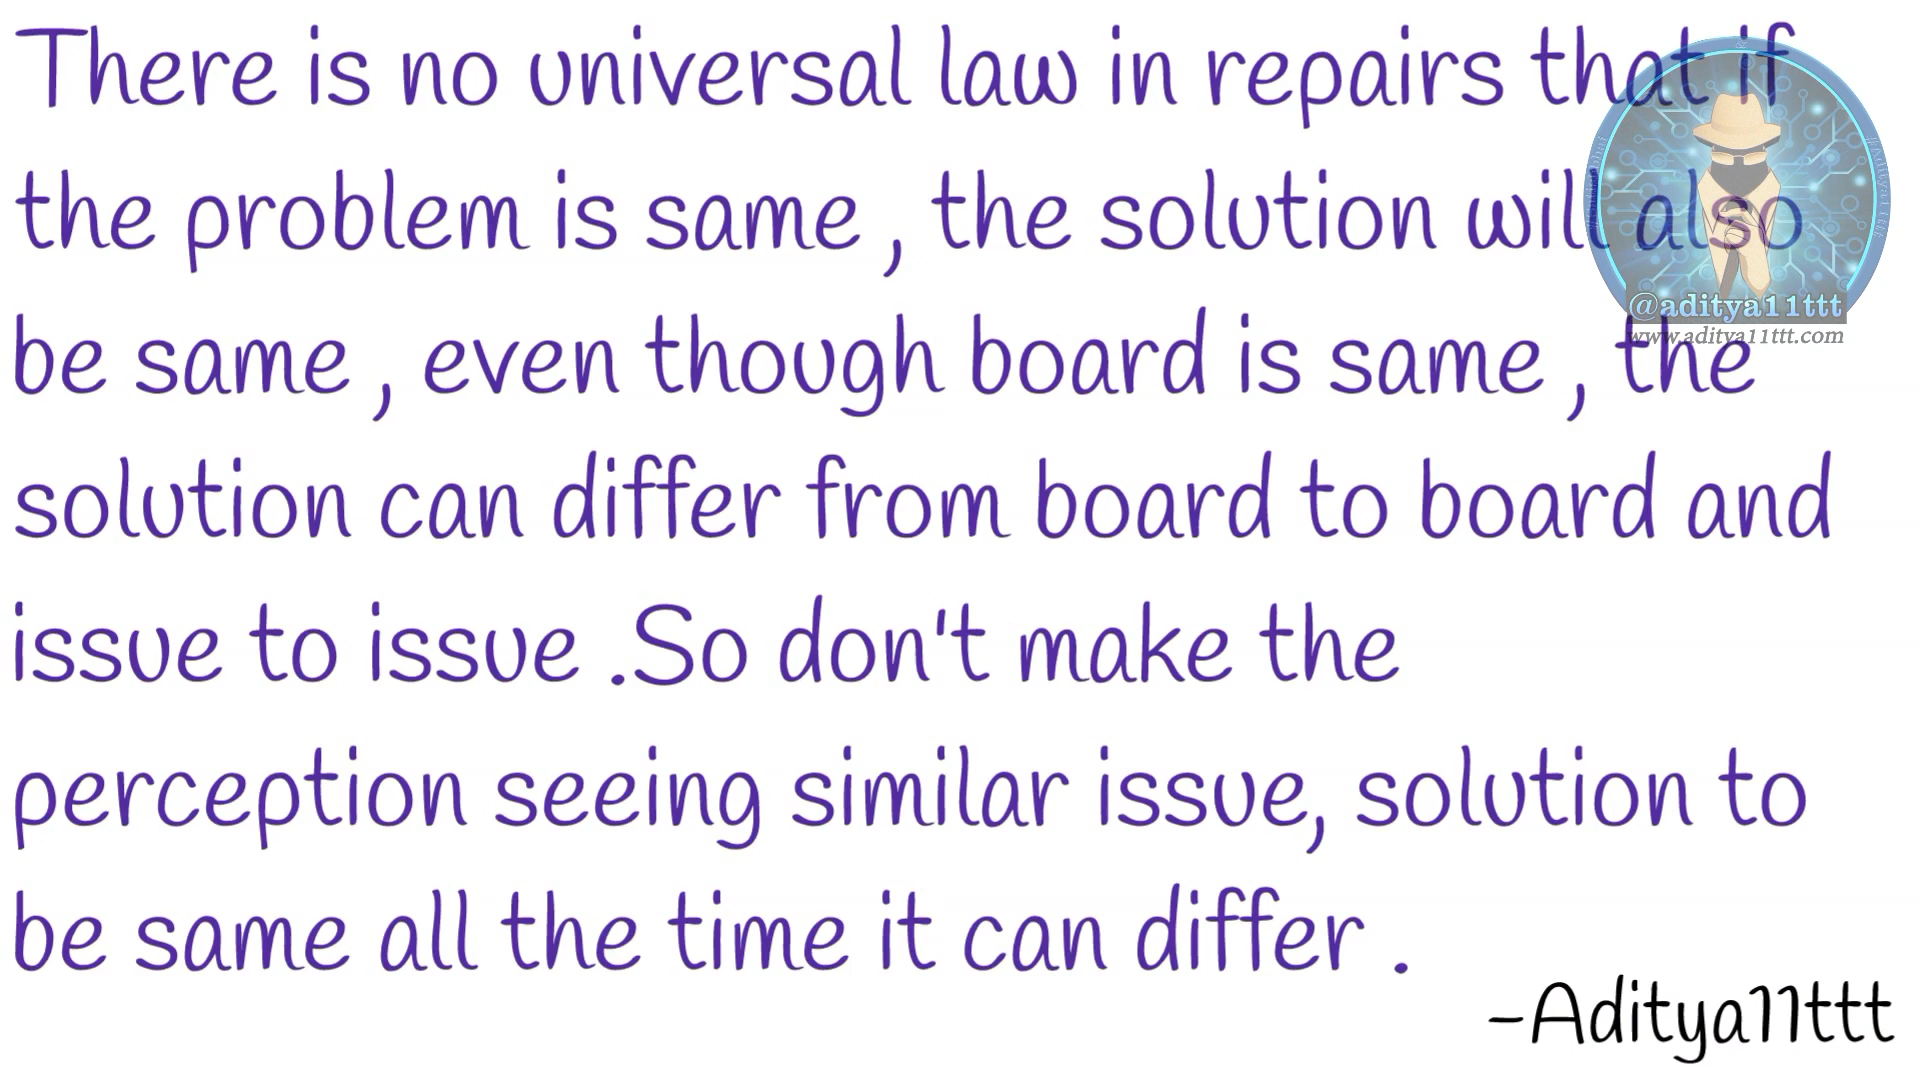 There is no universal law in repairs that if
the problem is same , the solution will also
be same , even though board is same , the
solution can differ from board to board and
issue to issue .So don't make the
perception seeing similar issue, solution to
be same all the time it can differ .
-Aditya11ttt
@aditya11ttt
www.aditya11ttt.com